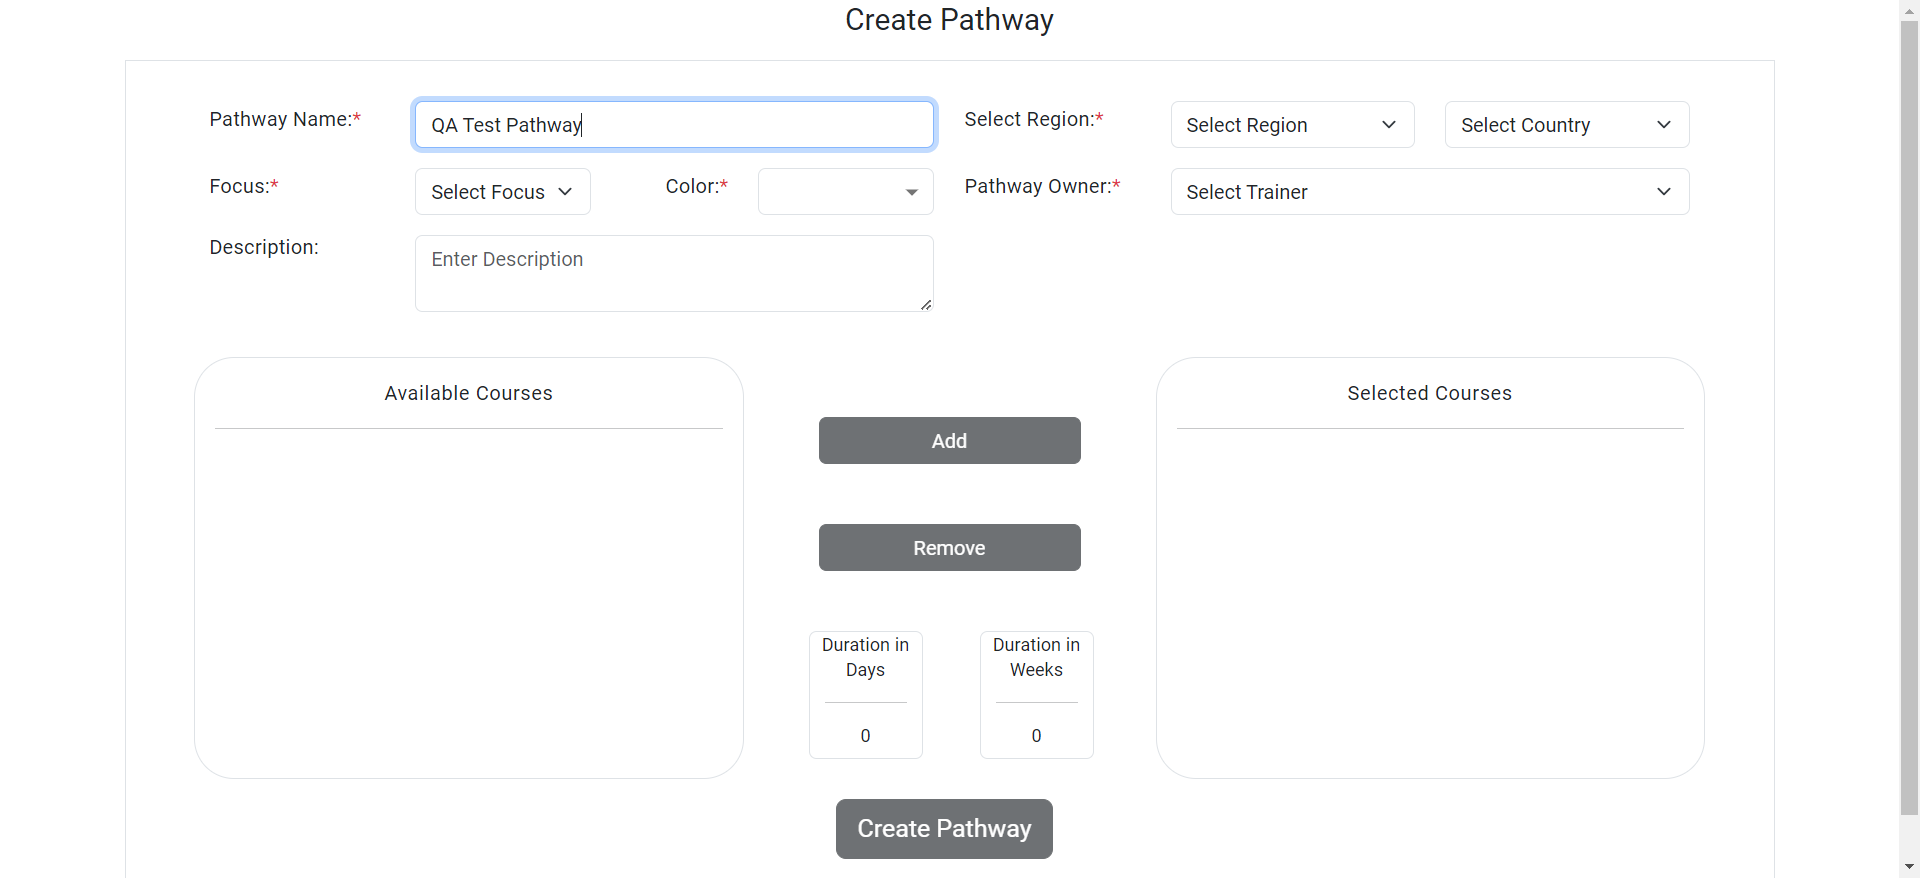 Create Pathway
Pathway Name:*
QA Test Pathway
Select Region:*
Select Region
Select Country
Focus:*
Select Focus
Color:*
Pathway Owner:*
Select Trainer
Description:
Enter Description
Available Courses
Add
Remove
Duration in
Days
0
Duration in
Weeks
0
Selected Courses
Create Pathway